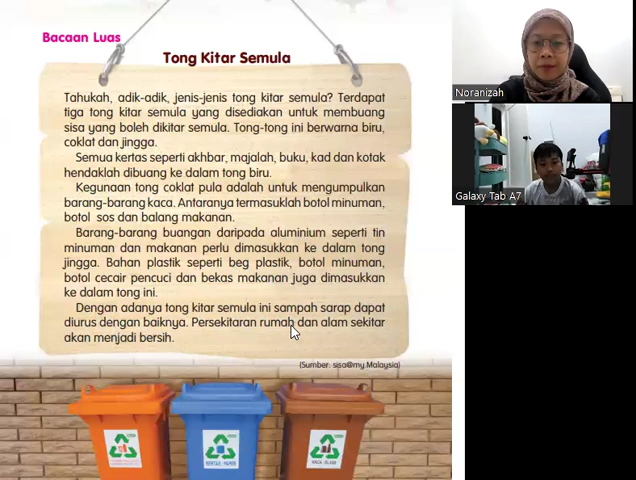 Bacaan Luas
Tong Kitar Semula
Tahukah, adik-adik, jenis-jenis tong kitar semula? Terdapat
tiga tong kitar semula yang disediakan untuk membuang
sisa yang boleh dikitar semula. Tong-tong ini berwarna biru,
coklat dan jingga.
Semua kertas seperti akhbar, majalah, buku, kad dan kotak
hendaklah dibuang ke dalam tong biru.
Kegunaan tong coklat pula adalah untuk mengumpulkan
barang-barang kaca. Antaranya termasuklah botol minuman,
botol sos dan balang makanan.
Barang-barang buangan daripada aluminium seperti tin
minuman dan makanan perlu dimasukkan ke dalam tong
jingga. Bahan plastik seperti beg plastik, botol minuman,
botol cecair pencuci dan bekas makanan juga dimasukkan
ke dalam tong ini.
Dengan adanya tong kitar semula ini sampah sarap dapat
diurus dengan baiknya. Persekitaran rumah dan alam sekitar
akan menjadi bersih.
(Sumber: sisa@my.Malaysia)
Noranizah
Galaxy Tab A7